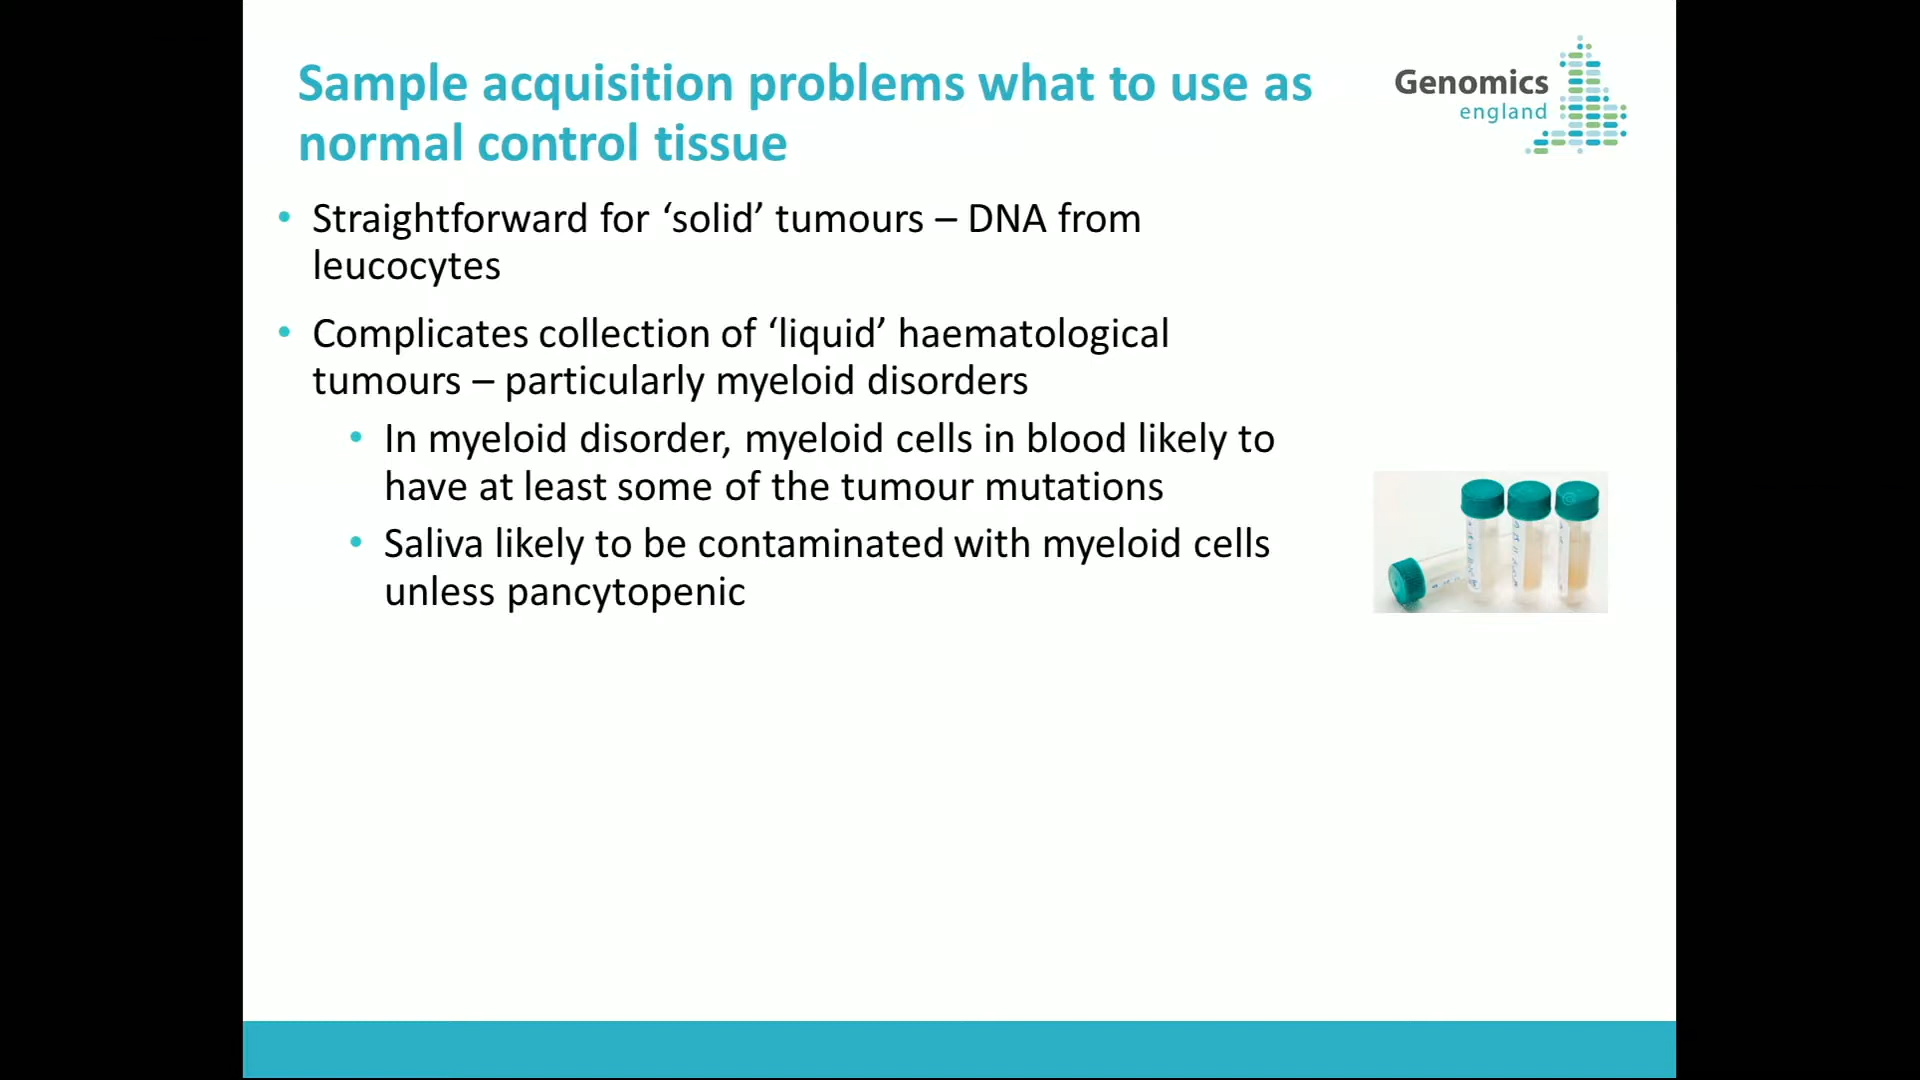 Sample acquisition problems what to use as
normal control tissue
Genomics
england
• Straightforward for ‘solid’ tumours – DNA from
leucocytes
• Complicates collection of ‘liquid’ haematological
tumours – particularly myeloid disorders
• In myeloid disorder, myeloid cells in blood likely to
have at least some of the tumour mutations
• Saliva likely to be contaminated with myeloid cells
unless pancytopenic